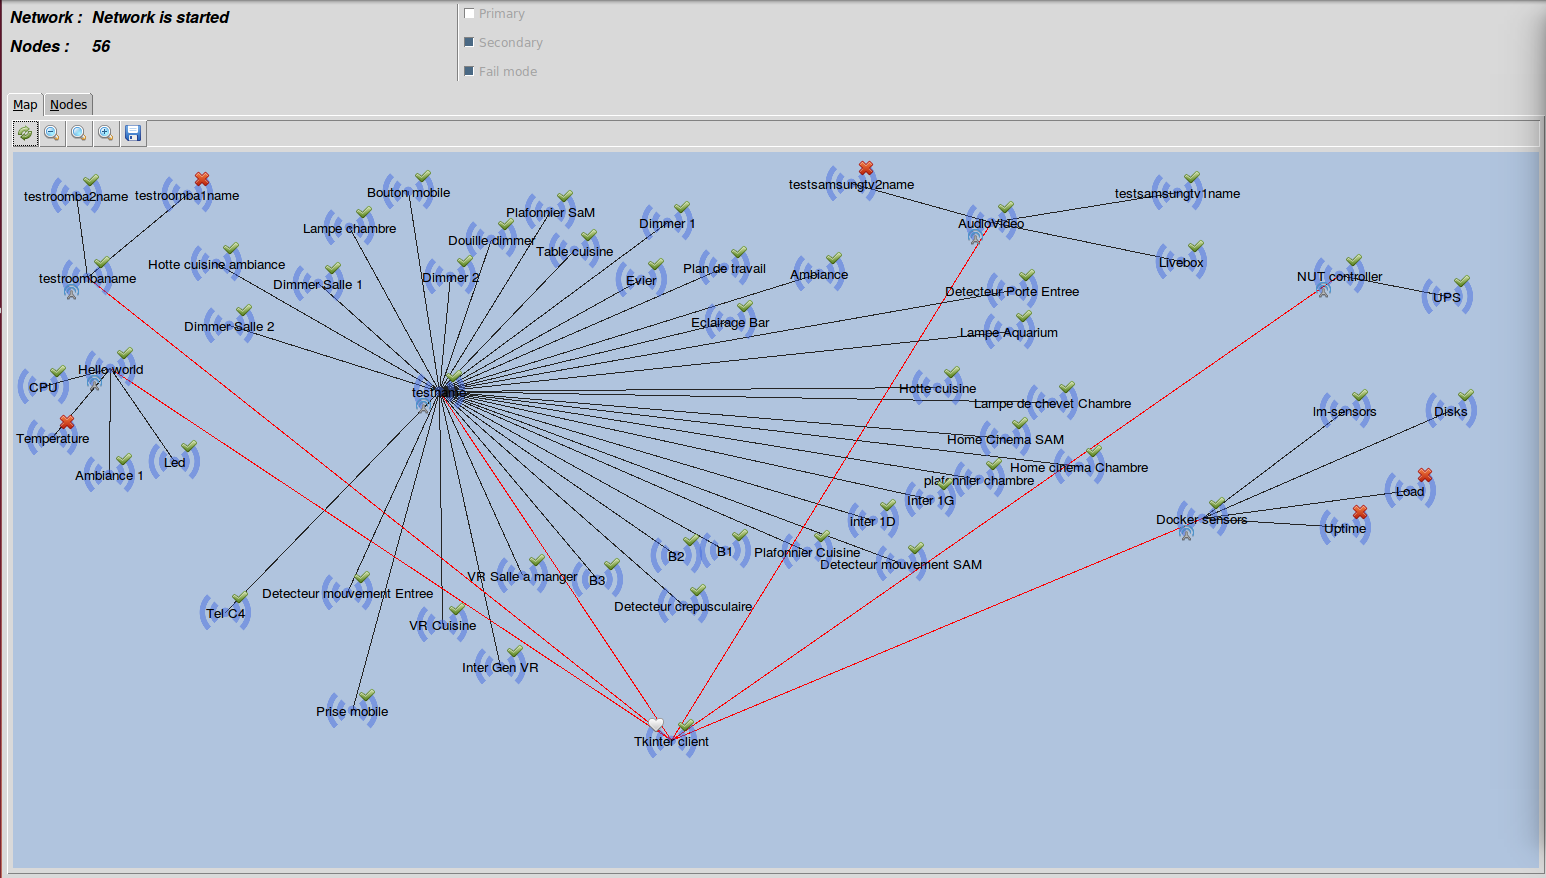 Network : Network is started
Nodes : 56
Primary
Secondary
Fail mode
Map
Nodes
testroomba2name
testroomba1name
Bouton mobile
testsamsungtv2name
testsamsungtv1name
Plafonnier SaM
Lampe chambre
Dimmer 1
AudioVideo
Douille dimmer
Table cuisine
Hotte cuisine ambiance
Livebox
testroombaname
Dimmer Salle 1
Dimmer 2
Evier
Plan de travail
Ambiance
NUT controller
Detecteur Porte Entree
UPS
Dimmer Salle 2
Eclairage Bar
Lampe Aquarium
Hello world
CPU
testname
Hotte cuisine
Lampe de chevet Chambre
lm-sensors
Disks
Temperature
Home Cinema SAM
Led
Ambiance 1
Home cinema Chambre
plafonnier chambre
Inter 1G
Load
inter 1D
Docker sensors
Uptime
B2
B1
Plafonnier Cuisine
Detecteur mouvement SAM
VR Salle a manger
B3
Detecteur mouvement Entree
Detecteur crepusculaire
Tel C4
VR Cuisine
Inter Gen VR
Prise mobile
Tkinter client